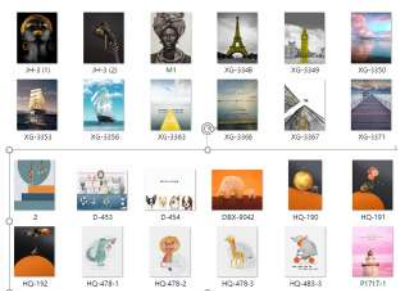 JH-3 (1) JH-3 (2) M1 XG-3348 XG-3349 XG-3350
XG-3353 XG-3356 XG-3363 XG-3366 XG-3367 XG-3371
2 D-453 D-454 DBX-9042 HQ-190 HQ-191
HQ-192 HQ-478-1 HQ-478-2 HQ-478-3 HQ-483-3 P1717-1